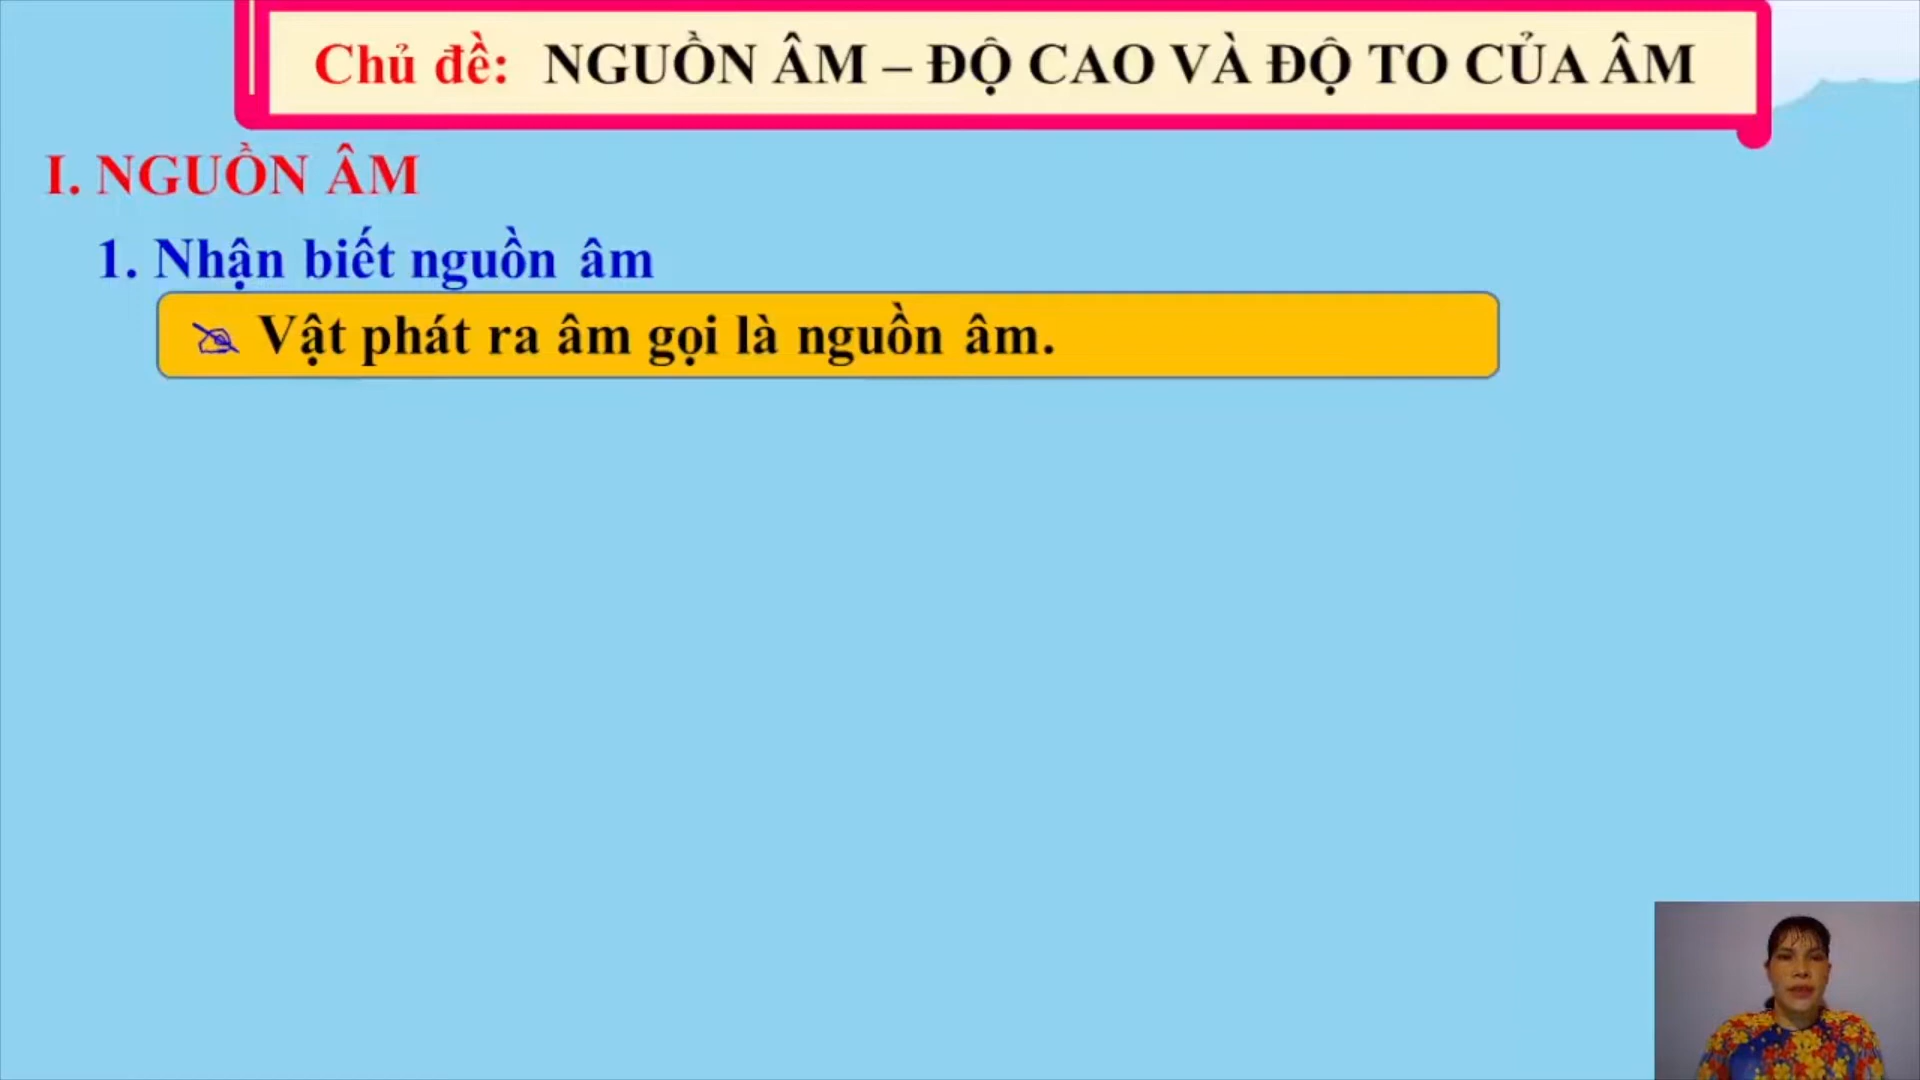 Chủ đề: NGUỒN ÂM – ĐỘ CAO VÀ ĐỘ TO CỦA ÂM
I. NGUỒN ÂM
1. Nhận biết nguồn âm
Vật phát ra âm gọi là nguồn âm.